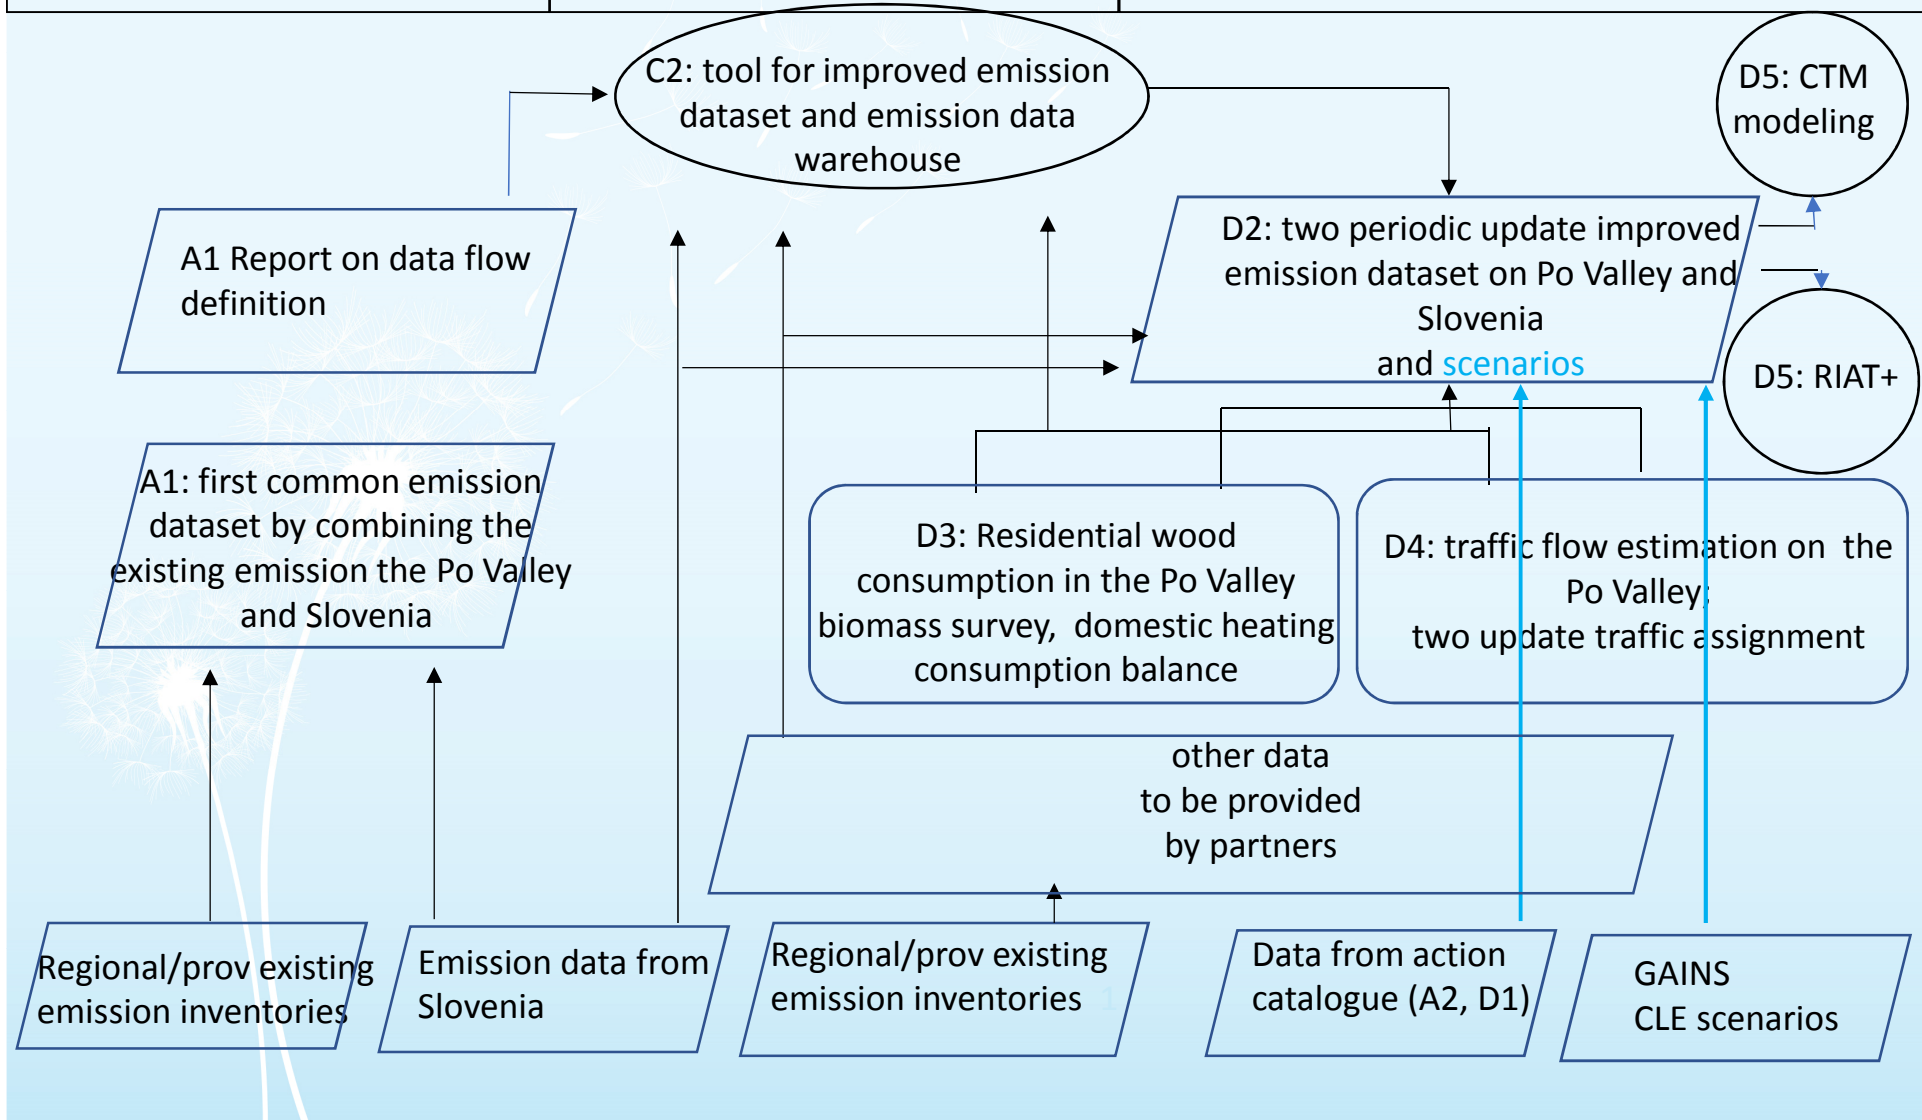 C2: tool for improved emission
dataset and emission data
warehouse
D5: CTM
modeling
A1 Report on data flow
definition
D2: two periodic update improved
emission dataset on Po Valley and
Slovenia
and scenarios
D5: RIAT+
A1: first common emission
dataset by combining the
existing emission the Po Valley
and Slovenia
D3: Residential wood
consumption in the Po Valley
biomass survey, domestic heating
consumption balance
D4: traffic flow estimation on the
Po Valley;
two update traffic assignment
other data
to be provided
by partners
Regional/prov existing
emission inventories
Emission data from
Slovenia
Regional/prov existing
emission inventories 1
Data from action
catalogue (A2, D1)
GAINS
CLE scenarios